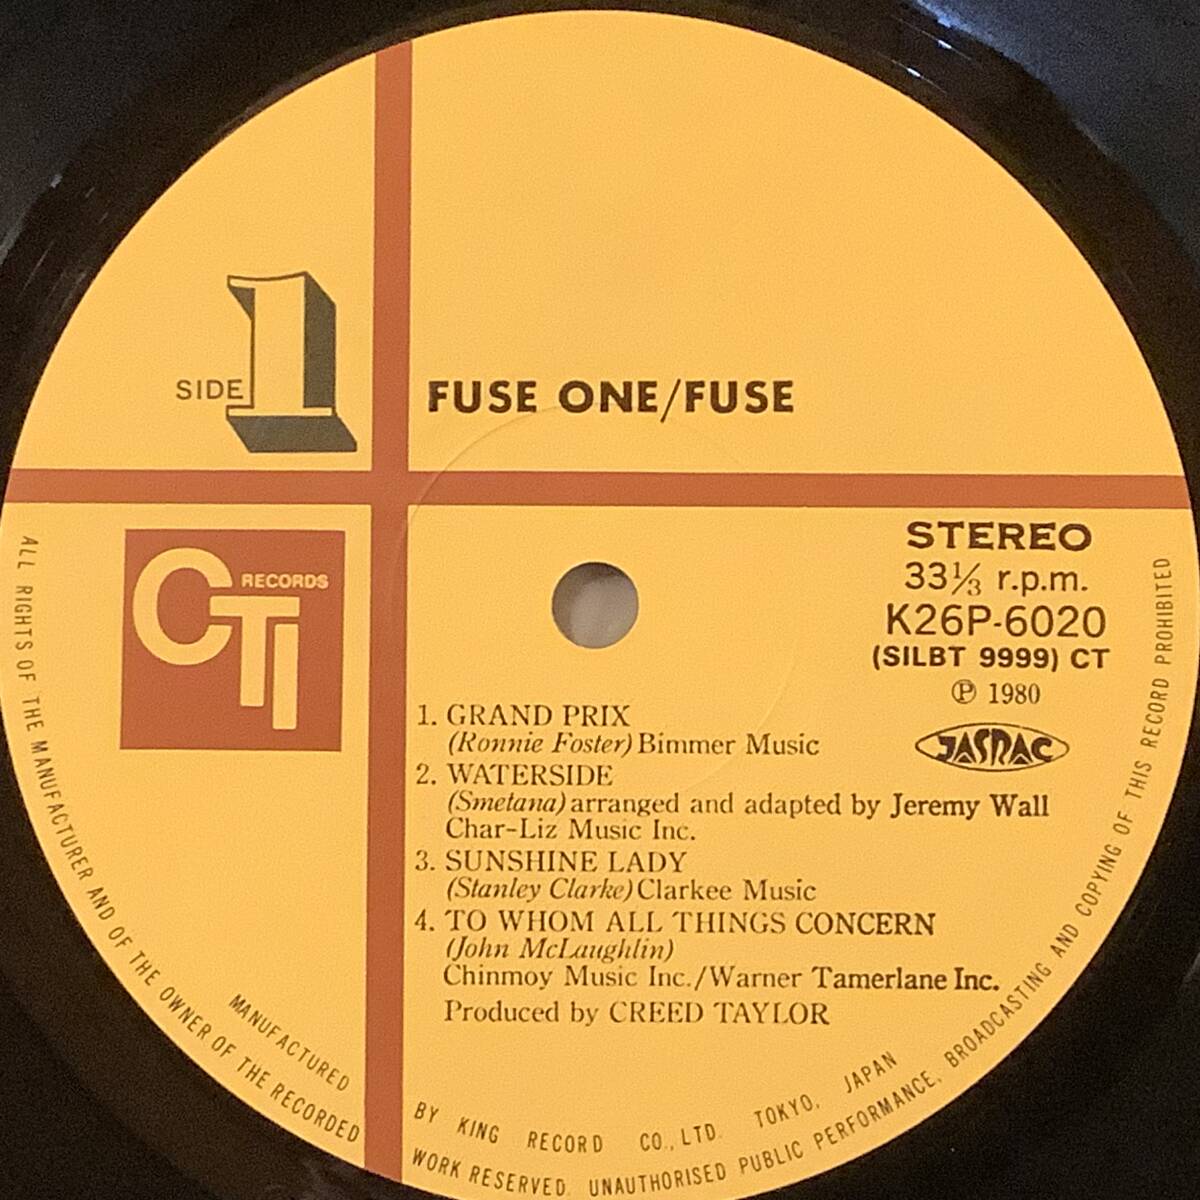 SIDE 1
FUSE ONE/FUSE
CTI RECORDS
STEREO
33⅓ r.p.m.
K26P-6020
(SILBT 9999) CT
℗ 1980
JASRAC
1. GRAND PRIX
(Ronnie Foster) Bimmer Music
2. WATERSIDE
(Smetana) arranged and adapted by Jeremy Wall
Char-Liz Music Inc.
3. SUNSHINE LADY
(Stanley Clarke) Clarkee Music
4. TO WHOM ALL THINGS CONCERN
(John McLaughlin)
Chinmoy Music Inc./Warner Tamerlane Inc.
Produced by CREED TAYLOR
MANUFACTURED BY KING RECORD CO., LTD. TOKYO, JAPAN
ALL RIGHTS OF THE MANUFACTURER AND OF THE OWNER OF THE RECORDED WORK RESERVED. UNAUTHORISED PUBLIC PERFORMANCE, BROADCASTING AND COPYING OF THIS RECORD PROHIBITED